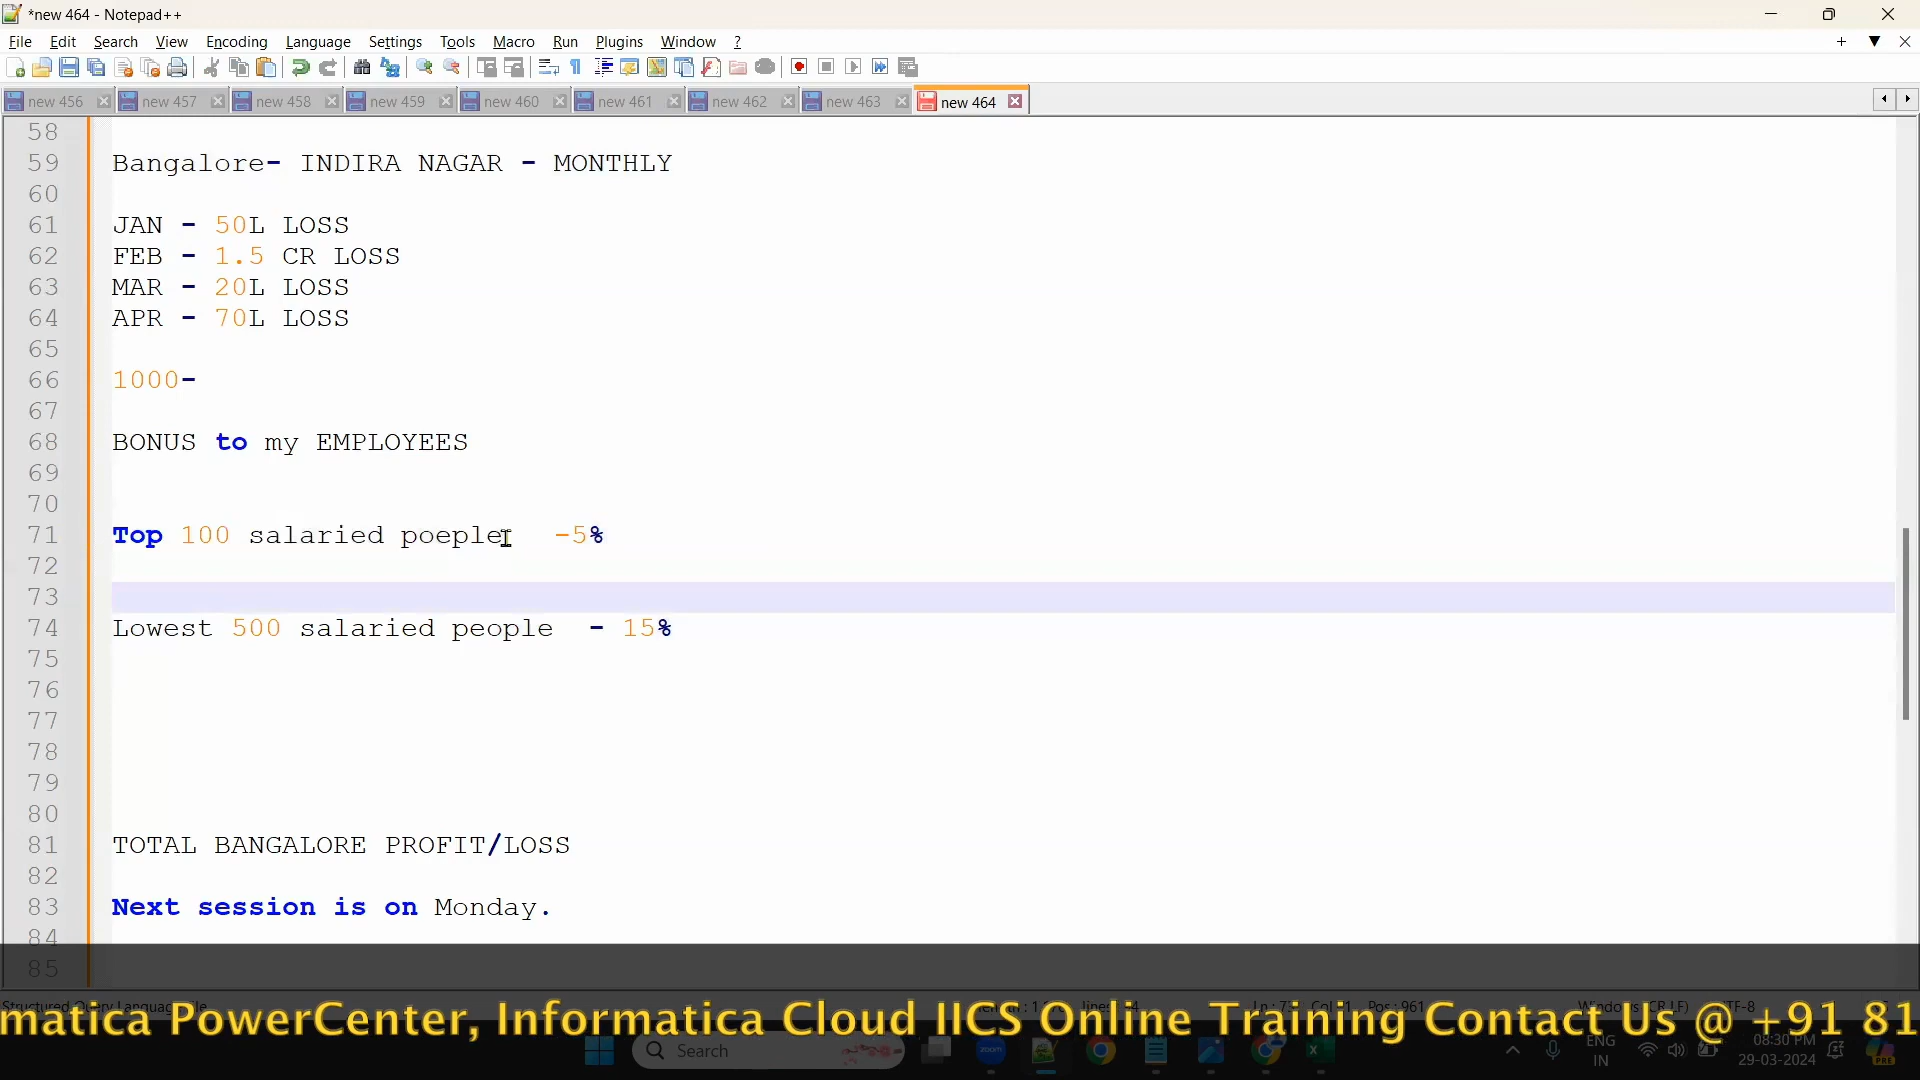 *new 464 - Notepad++
File Edit Search View Encoding Language Settings Tools Macro Run Plugins Window ?
new 456 new 457 new 458 new 459 new 460 new 461 new 462 new 463 new 464
58
59 Bangalore- INDIRA NAGAR - MONTHLY
60
61 JAN - 50L LOSS
62 FEB - 1.5 CR LOSS
63 MAR - 20L LOSS
64 APR - 70L LOSS
65
66 1000-
67
68 BONUS to my EMPLOYEES
69
70
71 Top 100 salaried poeple -5%
72
73
74 Lowest 500 salaried people - 15%
75
76
77
78
79
80
81 TOTAL BANGALORE PROFIT/LOSS
82
83 Next session is on Monday.
84
85
matica PowerCenter, Informatica Cloud IICS Online Training Contact Us @ +91 81
Search
ENG
IN
08:30 PM
29-03-2024